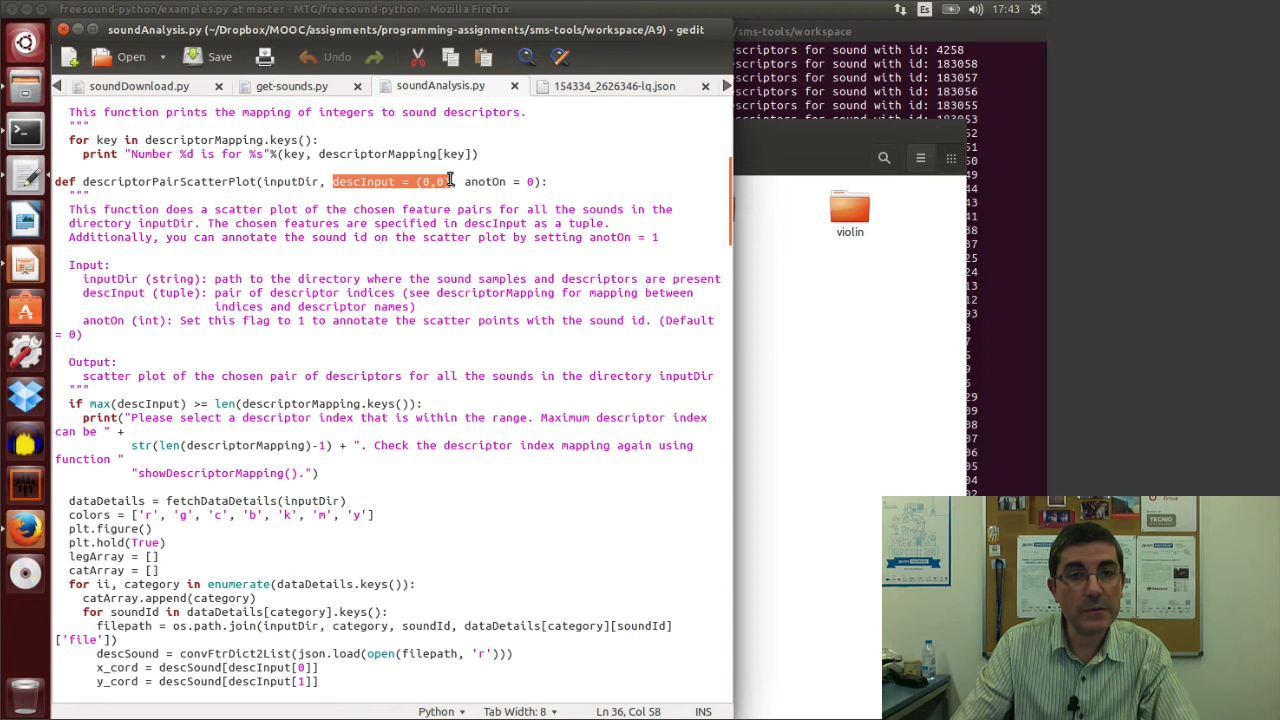 freesound-python/examples.py at master - MTG/freesound-python - Mozilla Firefox
Es
17:43
soundAnalysis.py (~/Dropbox/MOOC/assignments/programming-assignments/sms-tools/workspace/A9) - gedit
Open
Save
Undo
soundDownload.py
get-sounds.py
soundAnalysis.py
154334_2626346-lq.json
This function prints the mapping of integers to sound descriptors.
"""
for key in descriptorMapping.keys():
print "Number %d is for %s"%(key, descriptorMapping[key])
def descriptorPairScatterPlot(inputDir, descInput = (0,0), anotOn = 0):
"""
This function does a scatter plot of the chosen feature pairs for all the sounds in the
directory inputDir. The chosen features are specified in descInput as a tuple.
Additionally, you can annotate the sound id on the scatter plot by setting anotOn = 1
Input:
inputDir (string): path to the directory where the sound samples and descriptors are present
descInput (tuple): pair of descriptor indices (see descriptorMapping for mapping between
indices and descriptor names)
anotOn (int): Set this flag to 1 to annotate the scatter points with the sound id. (Default
= 0)
Output:
scatter plot of the chosen pair of descriptors for all the sounds in the directory inputDir
"""
if max(descInput) >= len(descriptorMapping.keys()):
print("Please select a descriptor index that is within the range. Maximum descriptor index
can be " +
str(len(descriptorMapping)-1) + ". Check the descriptor index mapping again using
function "
"showDescriptorMapping().")
dataDetails = fetchDataDetails(inputDir)
colors = ['r', 'g', 'c', 'b', 'k', 'm', 'y']
plt.figure()
plt.hold(True)
legArray = []
catArray = []
for ii, category in enumerate(dataDetails.keys()):
catArray.append(category)
for soundId in dataDetails[category].keys():
filepath = os.path.join(inputDir, category, soundId, dataDetails[category][soundId]
['file'])
descSound = convFtrDict2List(json.load(open(filepath, 'r')))
x_cord = descSound[descInput[0]]
y_cord = descSound[descInput[1]]
Python
Tab Width: 8
Ln 36, Col 58
INS
/workspace
scriptors for sound with id: 4258
scriptors for sound with id: 183058
scriptors for sound with id: 183057
scriptors for sound with id: 183056
scriptors for sound with id: 183053
violin
TECNIO